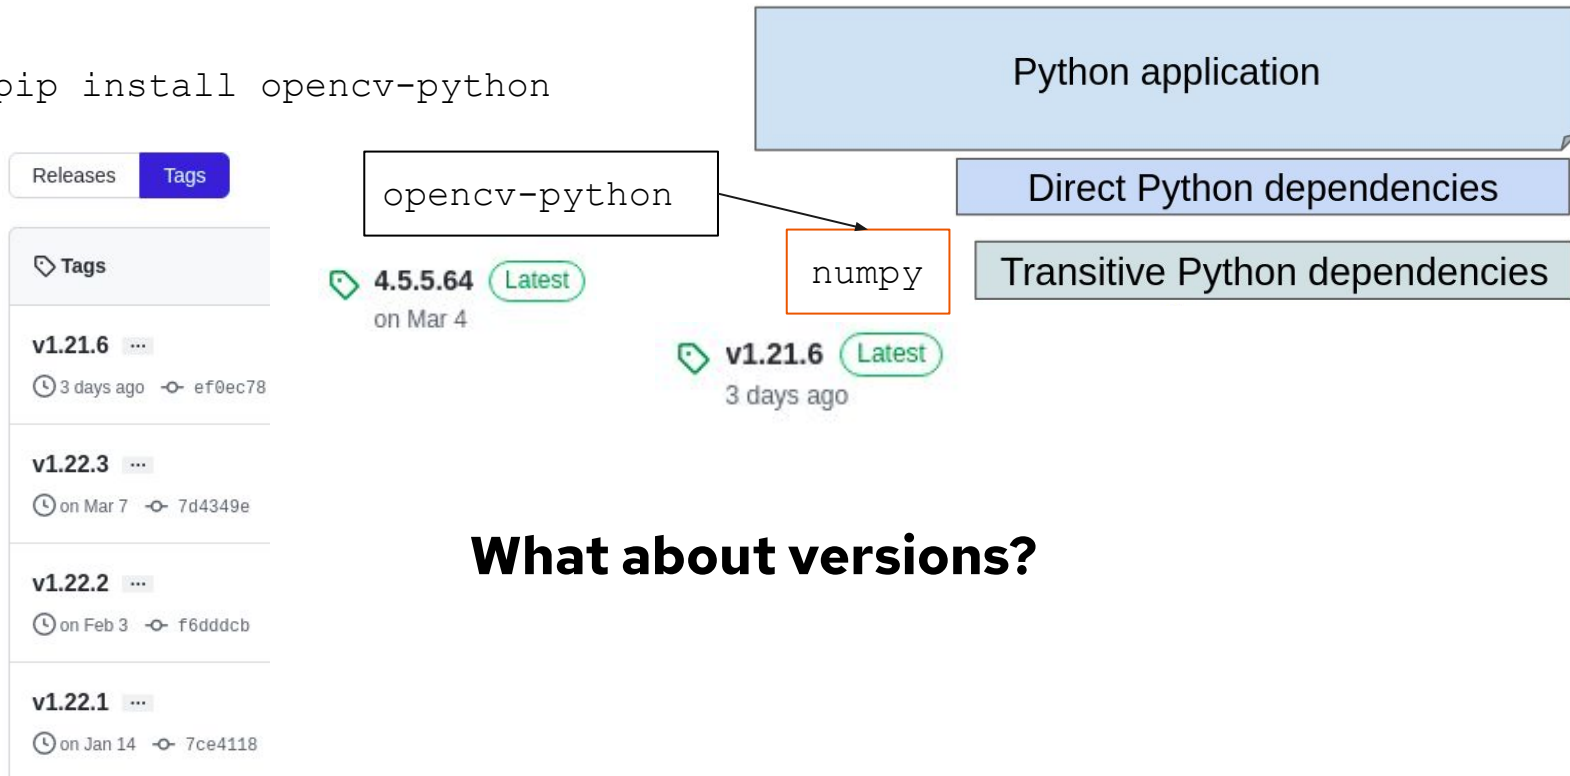 pip install opencv-python
Python application
Releases
Tags
opencv-python
Direct Python dependencies
numpy
Transitive Python dependencies
Tags
4.5.5.64
Latest
on Mar 4
v1.21.6
Latest
3 days ago
v1.21.6 ...
3 days ago ef0ec78
v1.22.3 ...
on Mar 7 7d4349e
v1.22.2 ...
on Feb 3 f6dddcb
v1.22.1 ...
on Jan 14 7ce4118
What about versions?